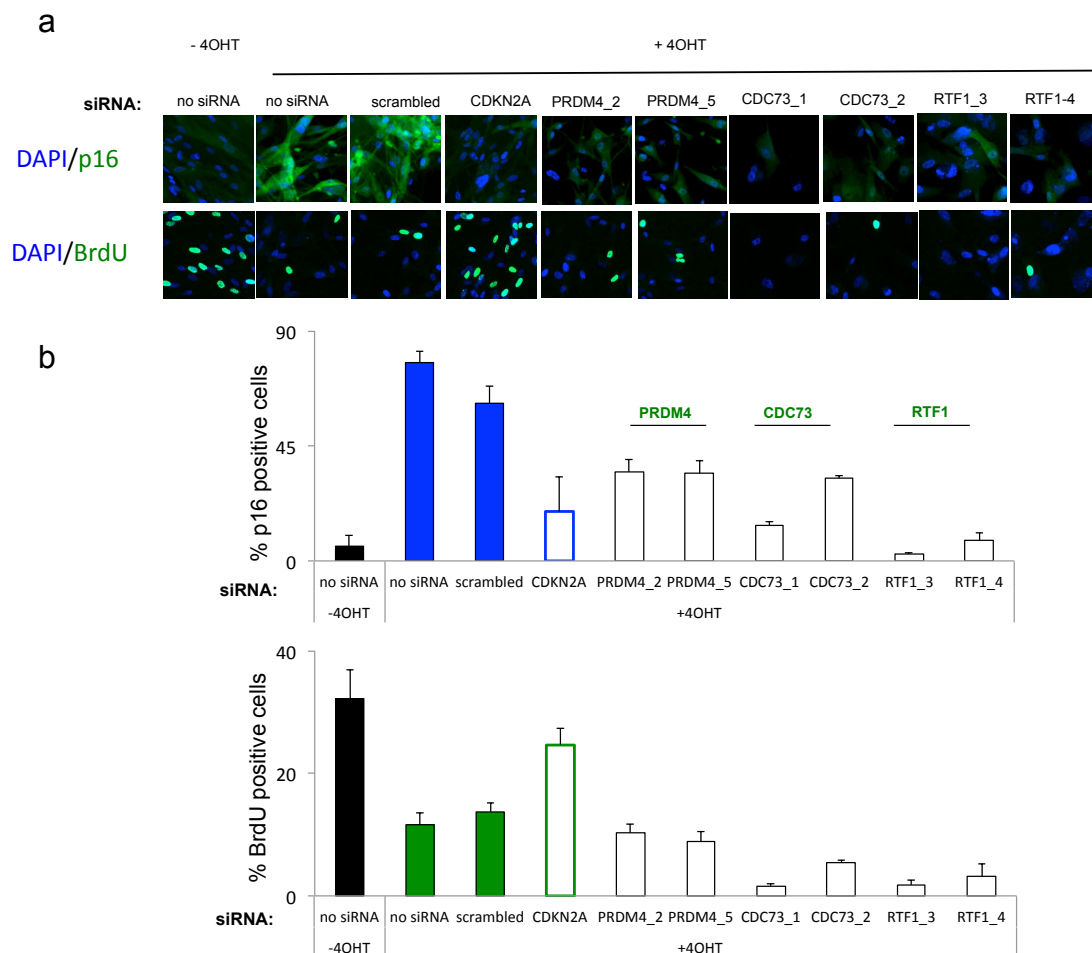 a
- 4OHT + 4OHT
siRNA: no siRNA no siRNA scrambled CDKN2A PRDM4_2 PRDM4_5 CDC73_1 CDC73_2 RTF1_3 RTF1-4
DAPI/p16
DAPI/BrdU
b
% p16 positive cells
90
45
0
PRDM4 CDC73 RTF1
siRNA: no siRNA no siRNA scrambled CDKN2A PRDM4_2 PRDM4_5 CDC73_1 CDC73_2 RTF1_3 RTF1_4
-4OHT +4OHT
% BrdU positive cells
40
20
0
siRNA: no siRNA no siRNA scrambled CDKN2A PRDM4_2 PRDM4_5 CDC73_1 CDC73_2 RTF1_3 RTF1_4
-4OHT +4OHT